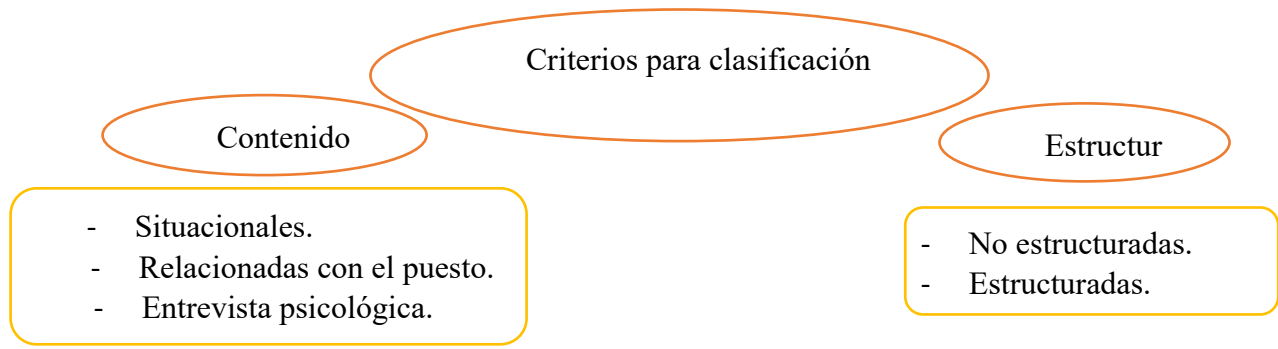 Criterios para clasificación
Contenido
Estructur
- Situacionales.
- Relacionadas con el puesto.
- Entrevista psicológica.
- No estructuradas.
- Estructuradas.